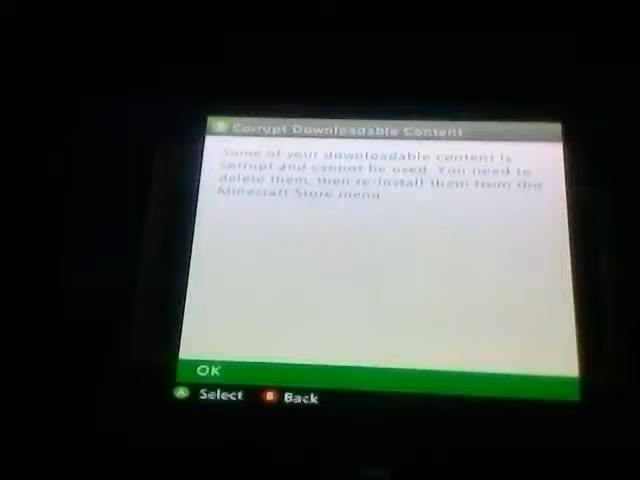 Corrupt Downloadable Content
Some of your downloadable content is
corrupt and cannot be used. You need to
delete them, then re-install them from the
Minecraft Store menu
OK
A Select B Back